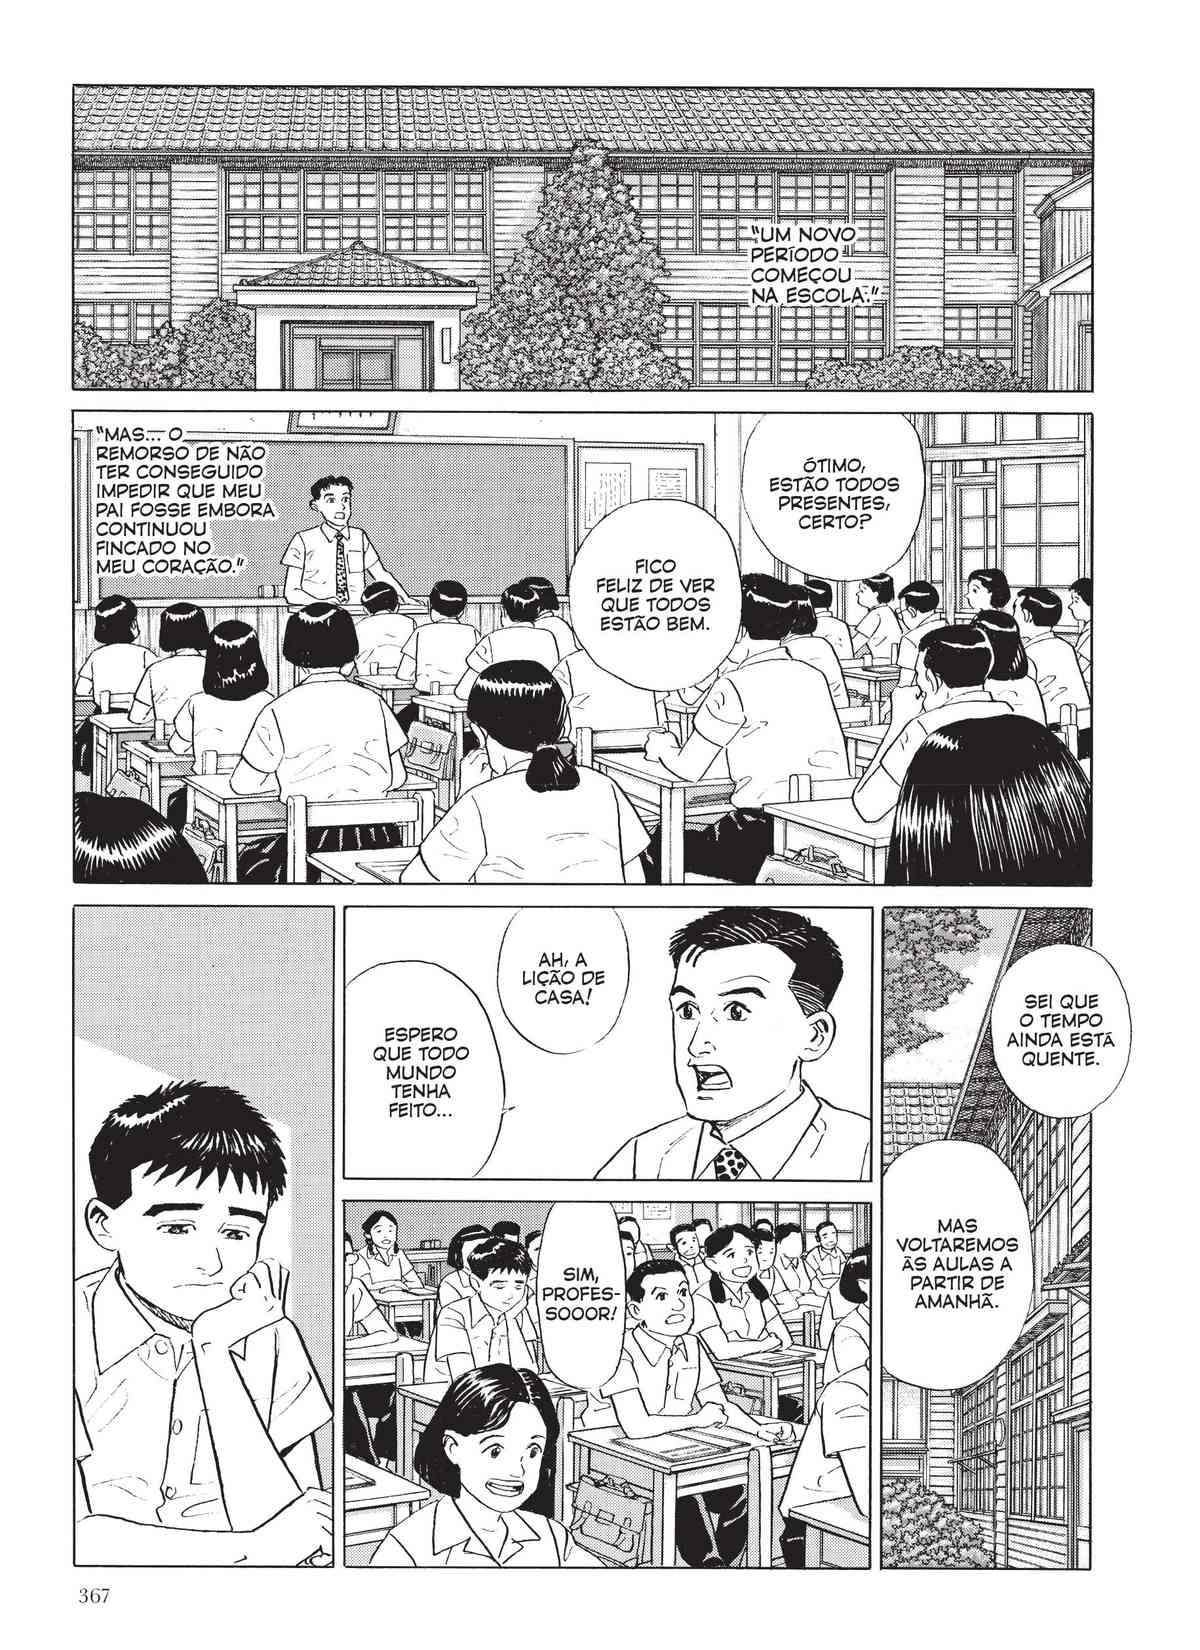 "UM NOVO
PERÍODO
COMEÇOU
NA ESCOLA."
"MAS... O
REMORSO DE NÃO
TER CONSEGUIDO
IMPEDIR QUE MEU
PAI FOSSE EMBORA
CONTINUOU
FINCADO NO
MEU CORAÇÃO."
ÓTIMO,
ESTÃO TODOS
PRESENTES,
CERTO?
FICO
FELIZ DE VER
QUE TODOS
ESTÃO BEM.
SEI QUE
O TEMPO
AINDA ESTÁ
QUENTE.
MAS
VOLTAREMOS
ÀS AULAS A
PARTIR DE
AMANHÃ.
AH, A
LIÇÃO DE
CASA!
ESPERO
QUE TODO
MUNDO
TENHA
FEITO...
SIM,
PROFES-
SOOOR!
367